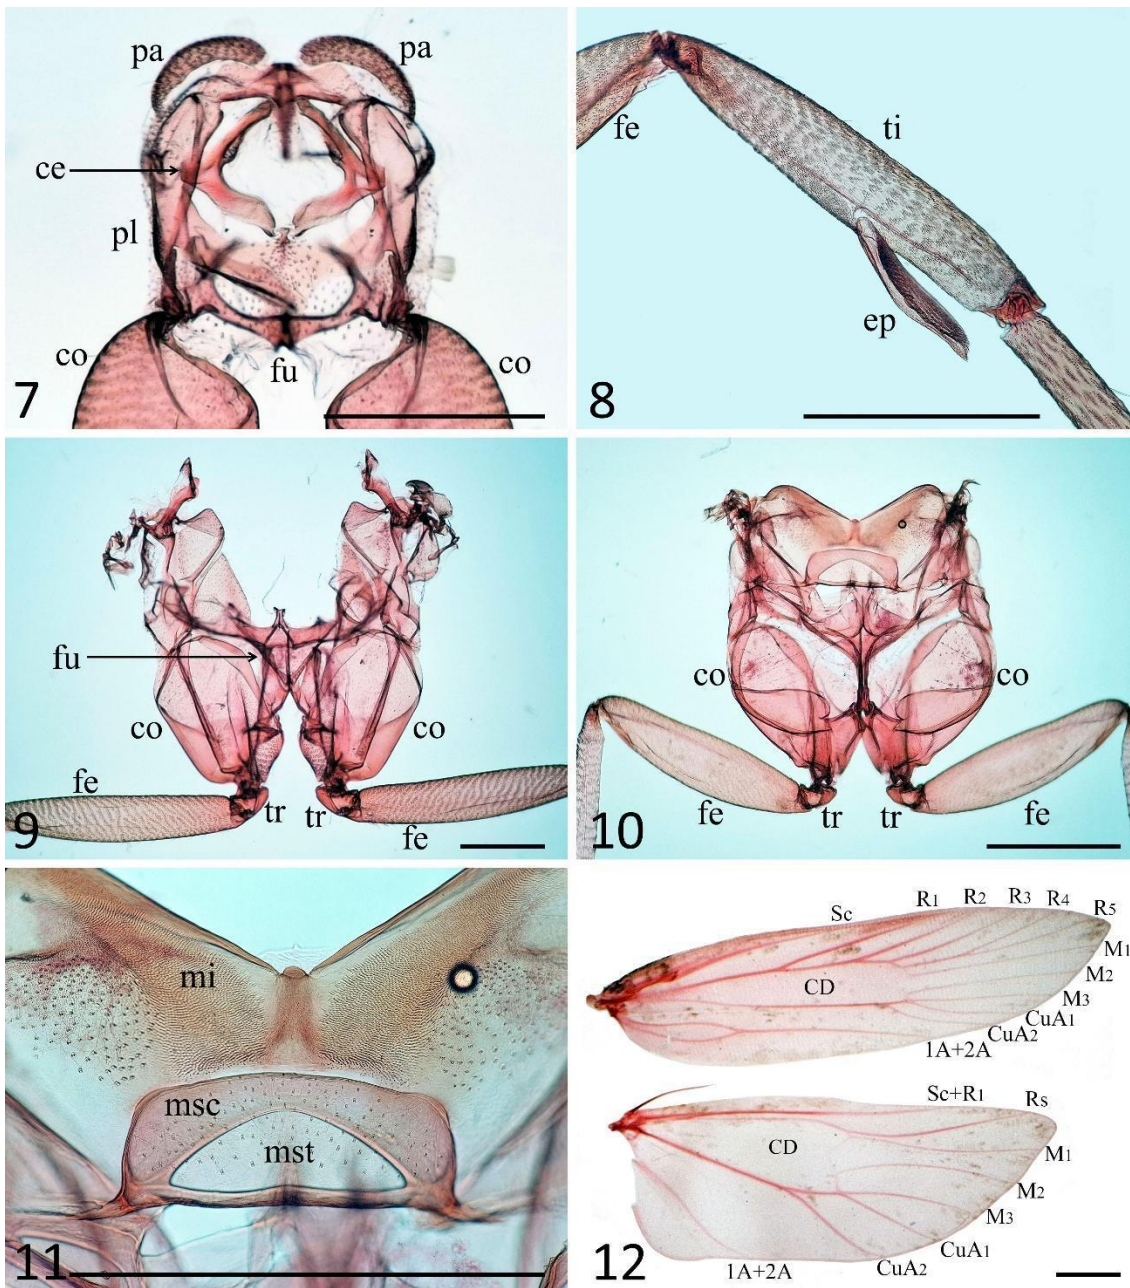 pa pa
ce
pl
co fu co
7
fe ti
ep
8
fu
co co
fe tr tr fe
9
co co
fe tr tr fe
10
mi
msc
mst
11
Sc R1 R2 R3 R4 R5
CD M1
M2
M3
CuA1
CuA2
1A+2A
Sc+R1 Rs
CD M1
M2
M3
CuA1
CuA2
1A+2A
12